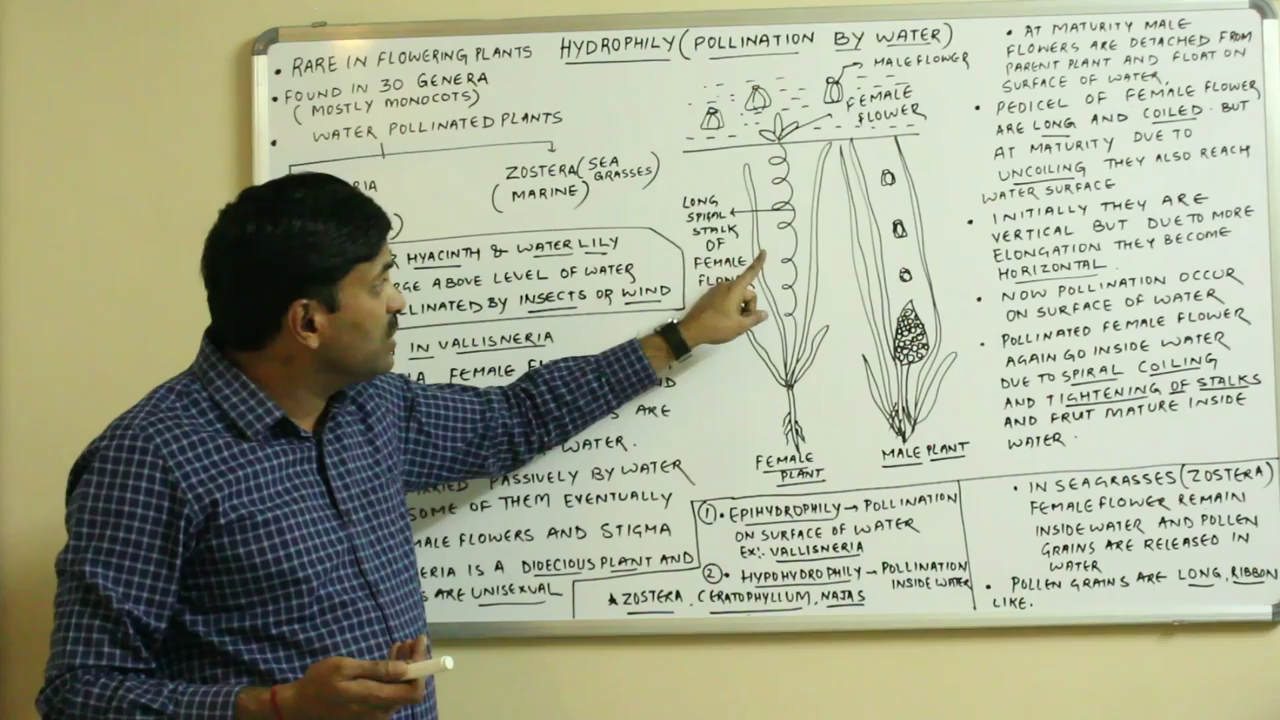 HYDROPHILY (POLLINATION BY WATER)
• RARE IN FLOWERING PLANTS
• FOUND IN 30 GENERA
(MOSTLY MONOCOTS)
• WATER POLLINATED PLANTS
ZOSTERA (SEA
GRASSES)
(MARINE)
HYACINTH & WATER LILY
ABOVE LEVEL OF WATER
BY INSECTS OR WIND
IN VALLISNERIA
FEMALE
ARE
WATER.
PASSIVELY BY WATER
SOME OF THEM EVENTUALLY
FLOWERS AND STIGMA
IS A DIOECIOUS PLANT AND
ARE UNISEXUAL
MALE FLOWER
FEMALE
FLOWER
LONG
SPIRAL
STALK
OF
FEMALE
FEMALE
PLANT
MALE PLANT
① • EPIHYDROPHILY → POLLINATION
ON SURFACE OF WATER
EX:- VALLISNERIA
② • HYPOHYDROPHILY → POLLINATION
INSIDE WATER
ZOSTERA, CERATOPHYLLUM, NAJAS
• AT MATURITY MALE
FLOWERS ARE DETACHED FROM
PARENT PLANT AND FLOAT ON
SURFACE OF WATER.
• PEDICEL OF FEMALE FLOWER
ARE LONG AND COILED. BUT
AT MATURITY DUE TO
UNCOILING THEY ALSO REACH
WATER SURFACE
• INITIALLY THEY ARE
VERTICAL BUT DUE TO MORE
ELONGATION THEY BECOME
HORIZONTAL.
• NOW POLLINATION OCCUR
ON SURFACE OF WATER
• POLLINATED FEMALE FLOWER
AGAIN GO INSIDE WATER
DUE TO SPIRAL COILING
AND TIGHTENING OF STALKS
AND FRUIT MATURE INSIDE
WATER.
• IN SEAGRASSES (ZOSTERA)
FEMALE FLOWER REMAIN
INSIDE WATER AND POLLEN
GRAINS ARE RELEASED IN
WATER
• POLLEN GRAINS ARE LONG, RIBBON
LIKE.